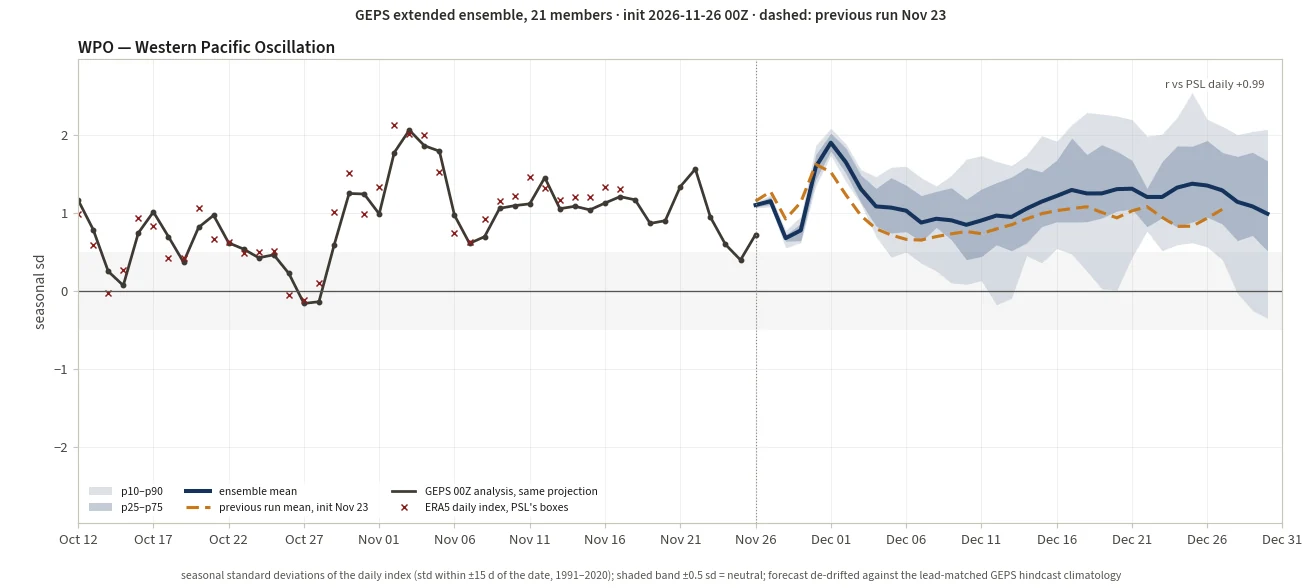 GEPS extended ensemble, 21 members · init 2026-11-26 00Z · dashed: previous run Nov 23
WPO — Western Pacific Oscillation
r vs PSL daily +0.99
seasonal sd
2
1
0
−1
−2
p10–p90
p25–p75
ensemble mean
previous run mean, init Nov 23
GEPS 00Z analysis, same projection
ERA5 daily index, PSL's boxes
Oct 12 Oct 17 Oct 22 Oct 27 Nov 01 Nov 06 Nov 11 Nov 16 Nov 21 Nov 26 Dec 01 Dec 06 Dec 11 Dec 16 Dec 21 Dec 26 Dec 31
seasonal standard deviations of the daily index (std within ±15 d of the date, 1991–2020); shaded band ±0.5 sd = neutral; forecast de-drifted against the lead-matched GEPS hindcast climatology